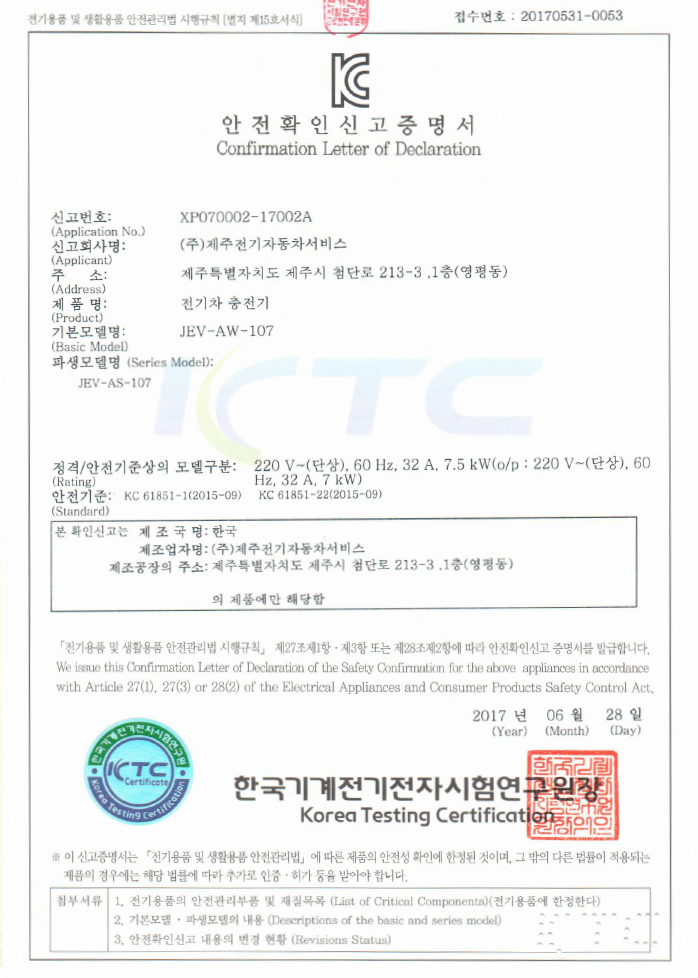 전기용품 및 생활용품 안전관리법 시행규칙 [별지 제15호서식]
접수번호 : 20170531-0053
안전확인신고증명서
Confirmation Letter of Declaration
신고번호: XP070002-17002A
(Application No.)
신고회사명: (주)제주전기자동차서비스
(Applicant)
주 소: 제주특별자치도 제주시 첨단로 213-3 ,1층(영평동)
(Address)
제 품 명: 전기차 충전기
(Product)
기본모델명: JEV-AW-107
(Basic Model)
파생모델명 (Series Model):
JEV-AS-107
KTC
정격/안전기준상의 모델구분: 220 V~(단상), 60 Hz, 32 A, 7.5 kW(o/p : 220 V~(단상), 60
(Rating) Hz, 32 A, 7 kW)
안전기준: KC 61851-1(2015-09) KC 61851-22(2015-09)
(Standard)
본 확인신고는 제 조 국 명: 한국
제조업자명: (주)제주전기자동차서비스
제조공장의 주소: 제주특별자치도 제주시 첨단로 213-3 ,1층(영평동)
의 제품에만 해당함
「전기용품 및 생활용품 안전관리법 시행규칙」 제27조제1항 · 제3항 또는 제28조제2항에 따라 안전확인신고 증명서를 발급합니다.
We issue this Confirmation Letter of Declaration of the Safety Confirmation for the above appliances in accordance
with Article 27(1), 27(3) or 28(2) of the Electrical Appliances and Consumer Products Safety Control Act.
2017 년 06 월 28 일
(Year) (Month) (Day)
한국기계전기전자시험연구원
KTC
Certificate
Korea Testing Certification
한국기계전기전자시험연구원장
Korea Testing Certification
※ 이 신고증명서는 「전기용품 및 생활용품 안전관리법」에 따른 제품의 안전성 확인에 한정된 것이며, 그 밖의 다른 법률이 적용되는
제품의 경우에는 해당 법률에 따라 추가로 인증 · 허가 등을 받아야 합니다.
첨부서류 1. 전기용품의 안전관리부품 및 재질목록 (List of Critical Components)(전기용품에 한정한다)
2. 기본모델 · 파생모델의 내용 (Descriptions of the basic and series model)
3. 안전확인신고 내용의 변경 현황 (Revisions Status)